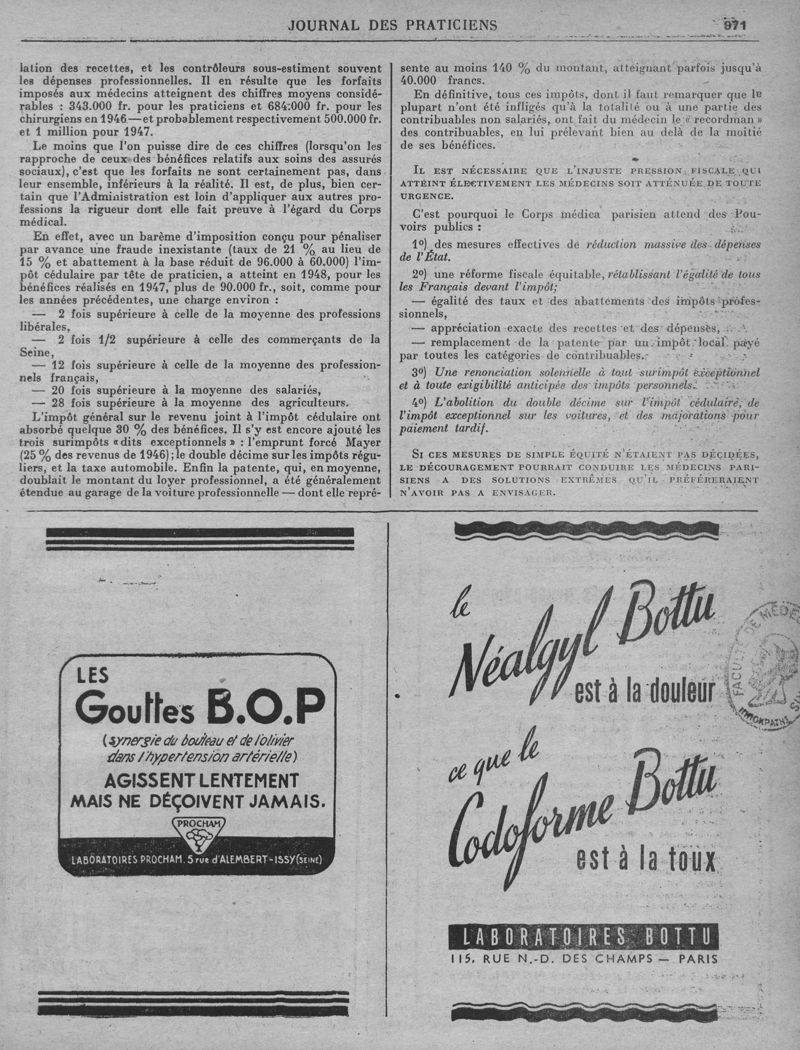 JOURNAL DES PRATICIENS 971
lation des recettes, et les contrôleurs sous-estiment souvent
les dépenses professionnelles. Il en résulte que les forfaits
imposés aux médecins atteignent des chiffres moyens considé-
rables : 343.000 fr. pour les praticiens et 684.000 fr. pour les
chirurgiens en 1946 — et probablement respectivement 500.000 fr.
et 1 million pour 1947.
Le moins que l'on puisse dire de ces chiffres (lorsqu'on les
rapproche de ceux des bénéfices relatifs aux soins des assurés
sociaux), c'est que les forfaits ne sont certainement pas, dans
leur ensemble, inférieurs à la réalité. Il est, de plus, bien cer-
tain que l'Administration est loin d'appliquer aux autres pro-
fessions la rigueur dont elle fait preuve à l'égard du Corps
médical.
En effet, avec un barème d'imposition conçu pour pénaliser
par avance une fraude inexistante (taux de 21 % au lieu de
15 % et abattement à la base réduit de 96.000 à 60.000) l'im-
pôt cédulaire par tête de praticien, a atteint en 1948, pour les
bénéfices réalisés en 1947, plus de 90.000 fr., soit, comme pour
les années précédentes, une charge environ :
— 2 fois supérieure à celle de la moyenne des professions
libérales,
— 2 fois 1/2 supérieure à celle des commerçants de la
Seine,
— 12 fois supérieure à celle de la moyenne des profession-
nels français,
— 20 fois supérieure à la moyenne des salariés,
— 28 fois supérieure à la moyenne des agriculteurs.
L'impôt général sur le revenu joint à l'impôt cédulaire ont
absorbé quelque 30 % des bénéfices. Il s'y est encore ajouté les
trois surimpôts « dits exceptionnels » : l'emprunt forcé Mayer
(25 % des revenus de 1946) ; le double décime sur les impôts régu-
liers, et la taxe automobile. Enfin la patente, qui, en moyenne,
doublait le montant du loyer professionnel, a été généralement
étendue au garage de la voiture professionnelle — dont elle repré-
sente au moins 140 % du montant, atteignant parfois jusqu'à
40.000 francs.
En définitive, tous ces impôts, dont il faut remarquer que la
plupart n'ont été infligés qu'à la totalité ou à une partie des
contribuables non salariés, ont fait du médecin le « recordman »
des contribuables, en lui prélevant bien au delà de la moitié
de ses bénéfices.
*
IL EST NÉCESSAIRE QUE L'INJUSTE PRESSION FISCALE QUI
ATTEINT ÉLECTIVEMENT LES MÉDECINS SOIT ATTÉNUÉE DE TOUTE
URGENCE.
C'est pourquoi le Corps médica parisien attend des Pou-
voirs publics :
1°) des mesures effectives de réduction massive des dépenses
de l'État.
2°) une réforme fiscale équitable, rétablissant l'égalité de tous
les Français devant l'impôt;
— égalité des taux et des abattements des impôts profes-
sionnels,
— appréciation exacte des recettes et des dépenses,
— remplacement de la patente par un impôt local payé
par toutes les catégories de contribuables.
3°) Une renonciation solennelle à tout surimpôt exceptionnel
et à toute exigibilité anticipée des impôts personnels.
4°) L'abolition du double décime sur l'impôt cédulaire, de
l'impôt exceptionnel sur les voitures, et des majorations pour
paiement tardif.
SI CES MESURES DE SIMPLE ÉQUITÉ N'ÉTAIENT PAS DÉCIDÉES,
LE DÉCOURAGEMENT POURRAIT CONDUIRE LES MÉDECINS PARI-
SIENS A DES SOLUTIONS EXTRÊMES QU'IL PRÉFÉRERAIENT
N'AVOIR PAS A ENVISAGER.
LES
Gouttes B.O.P
(synergie du bouleau et de l'olivier
dans l'hypertension artérielle)
AGISSENT LENTEMENT
MAIS NE DÉÇOIVENT JAMAIS.
PROCHAM
LABORATOIRES PROCHAM. 5 rue d'ALEMBERT - ISSY (SEINE)
le
Néalgyl Bottu
est à la douleur
ce que le
Codoforme Bottu
est à la toux
LABORATOIRES BOTTU
115, RUE N.-D. DES CHAMPS — PARIS
FACULTÉ DE MÉDE